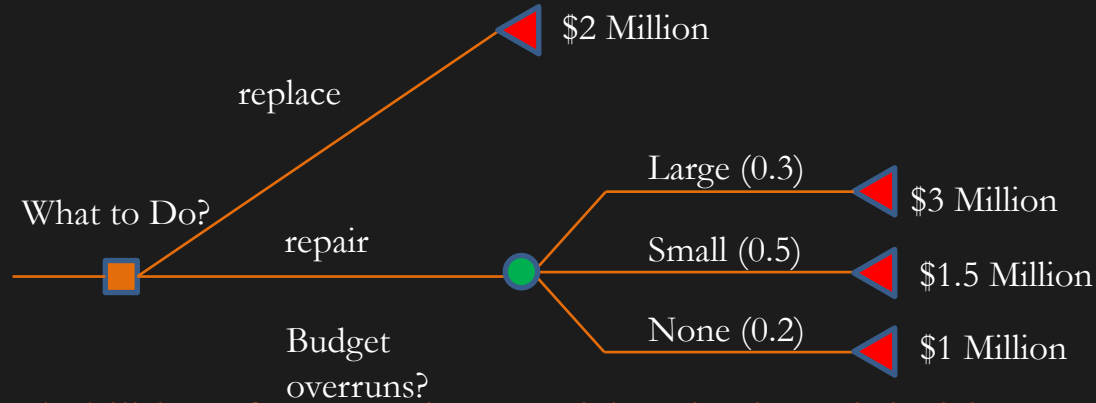 $2 Million
replace
Large (0.3)
$3 Million
What to Do?
repair
Small (0.5)
$1.5 Million
None (0.2)
$1 Million
Budget
overruns?